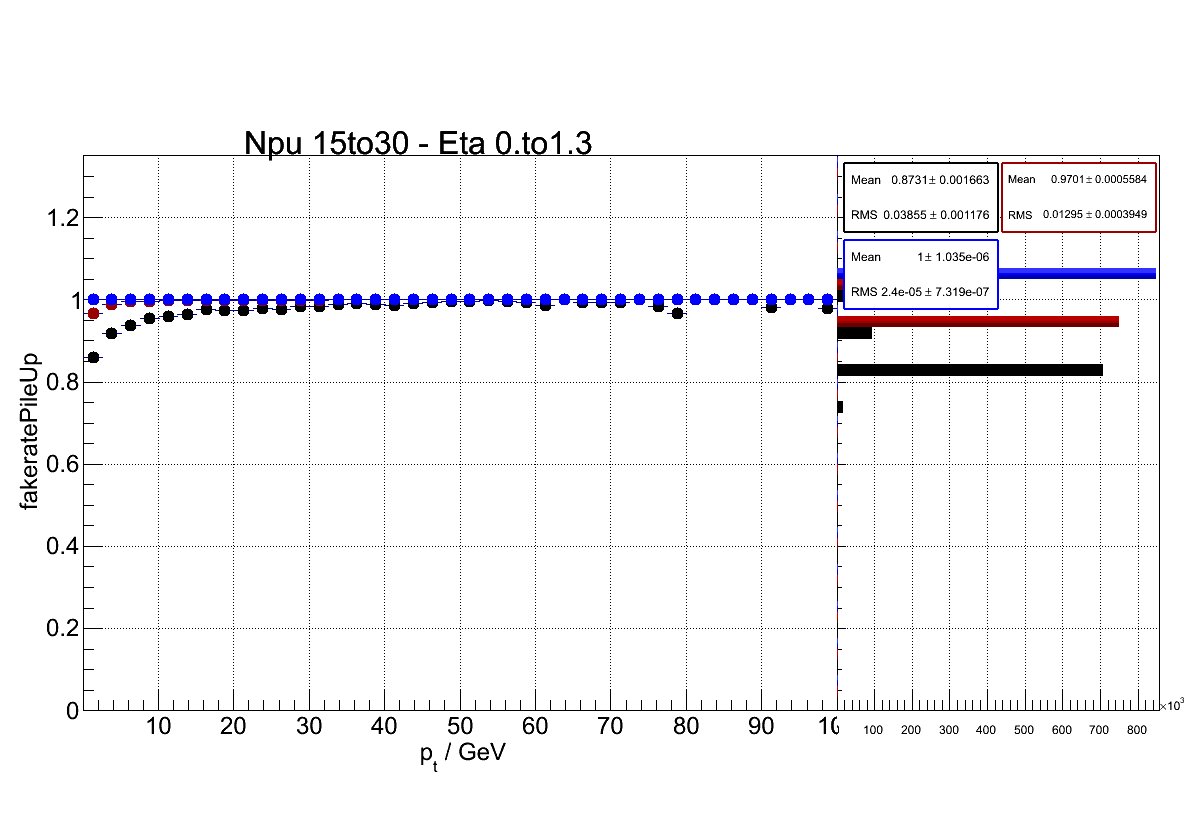 Npu 15to30 - Eta 0.to1.3
Mean 0.8731± 0.001663
RMS 0.03855 ± 0.001176
Mean 0.9701± 0.0005584
RMS 0.01295 ± 0.0003949
Mean 1± 1.035e-06
RMS 2.4e-05 ± 7.319e-07
fakeratePileUp
1.2
1
0.8
0.6
0.4
0.2
0
10 20 30 40 50 60 70 80 90 10
p_t / GeV
100 200 300 400 500 600 700 800
×10³